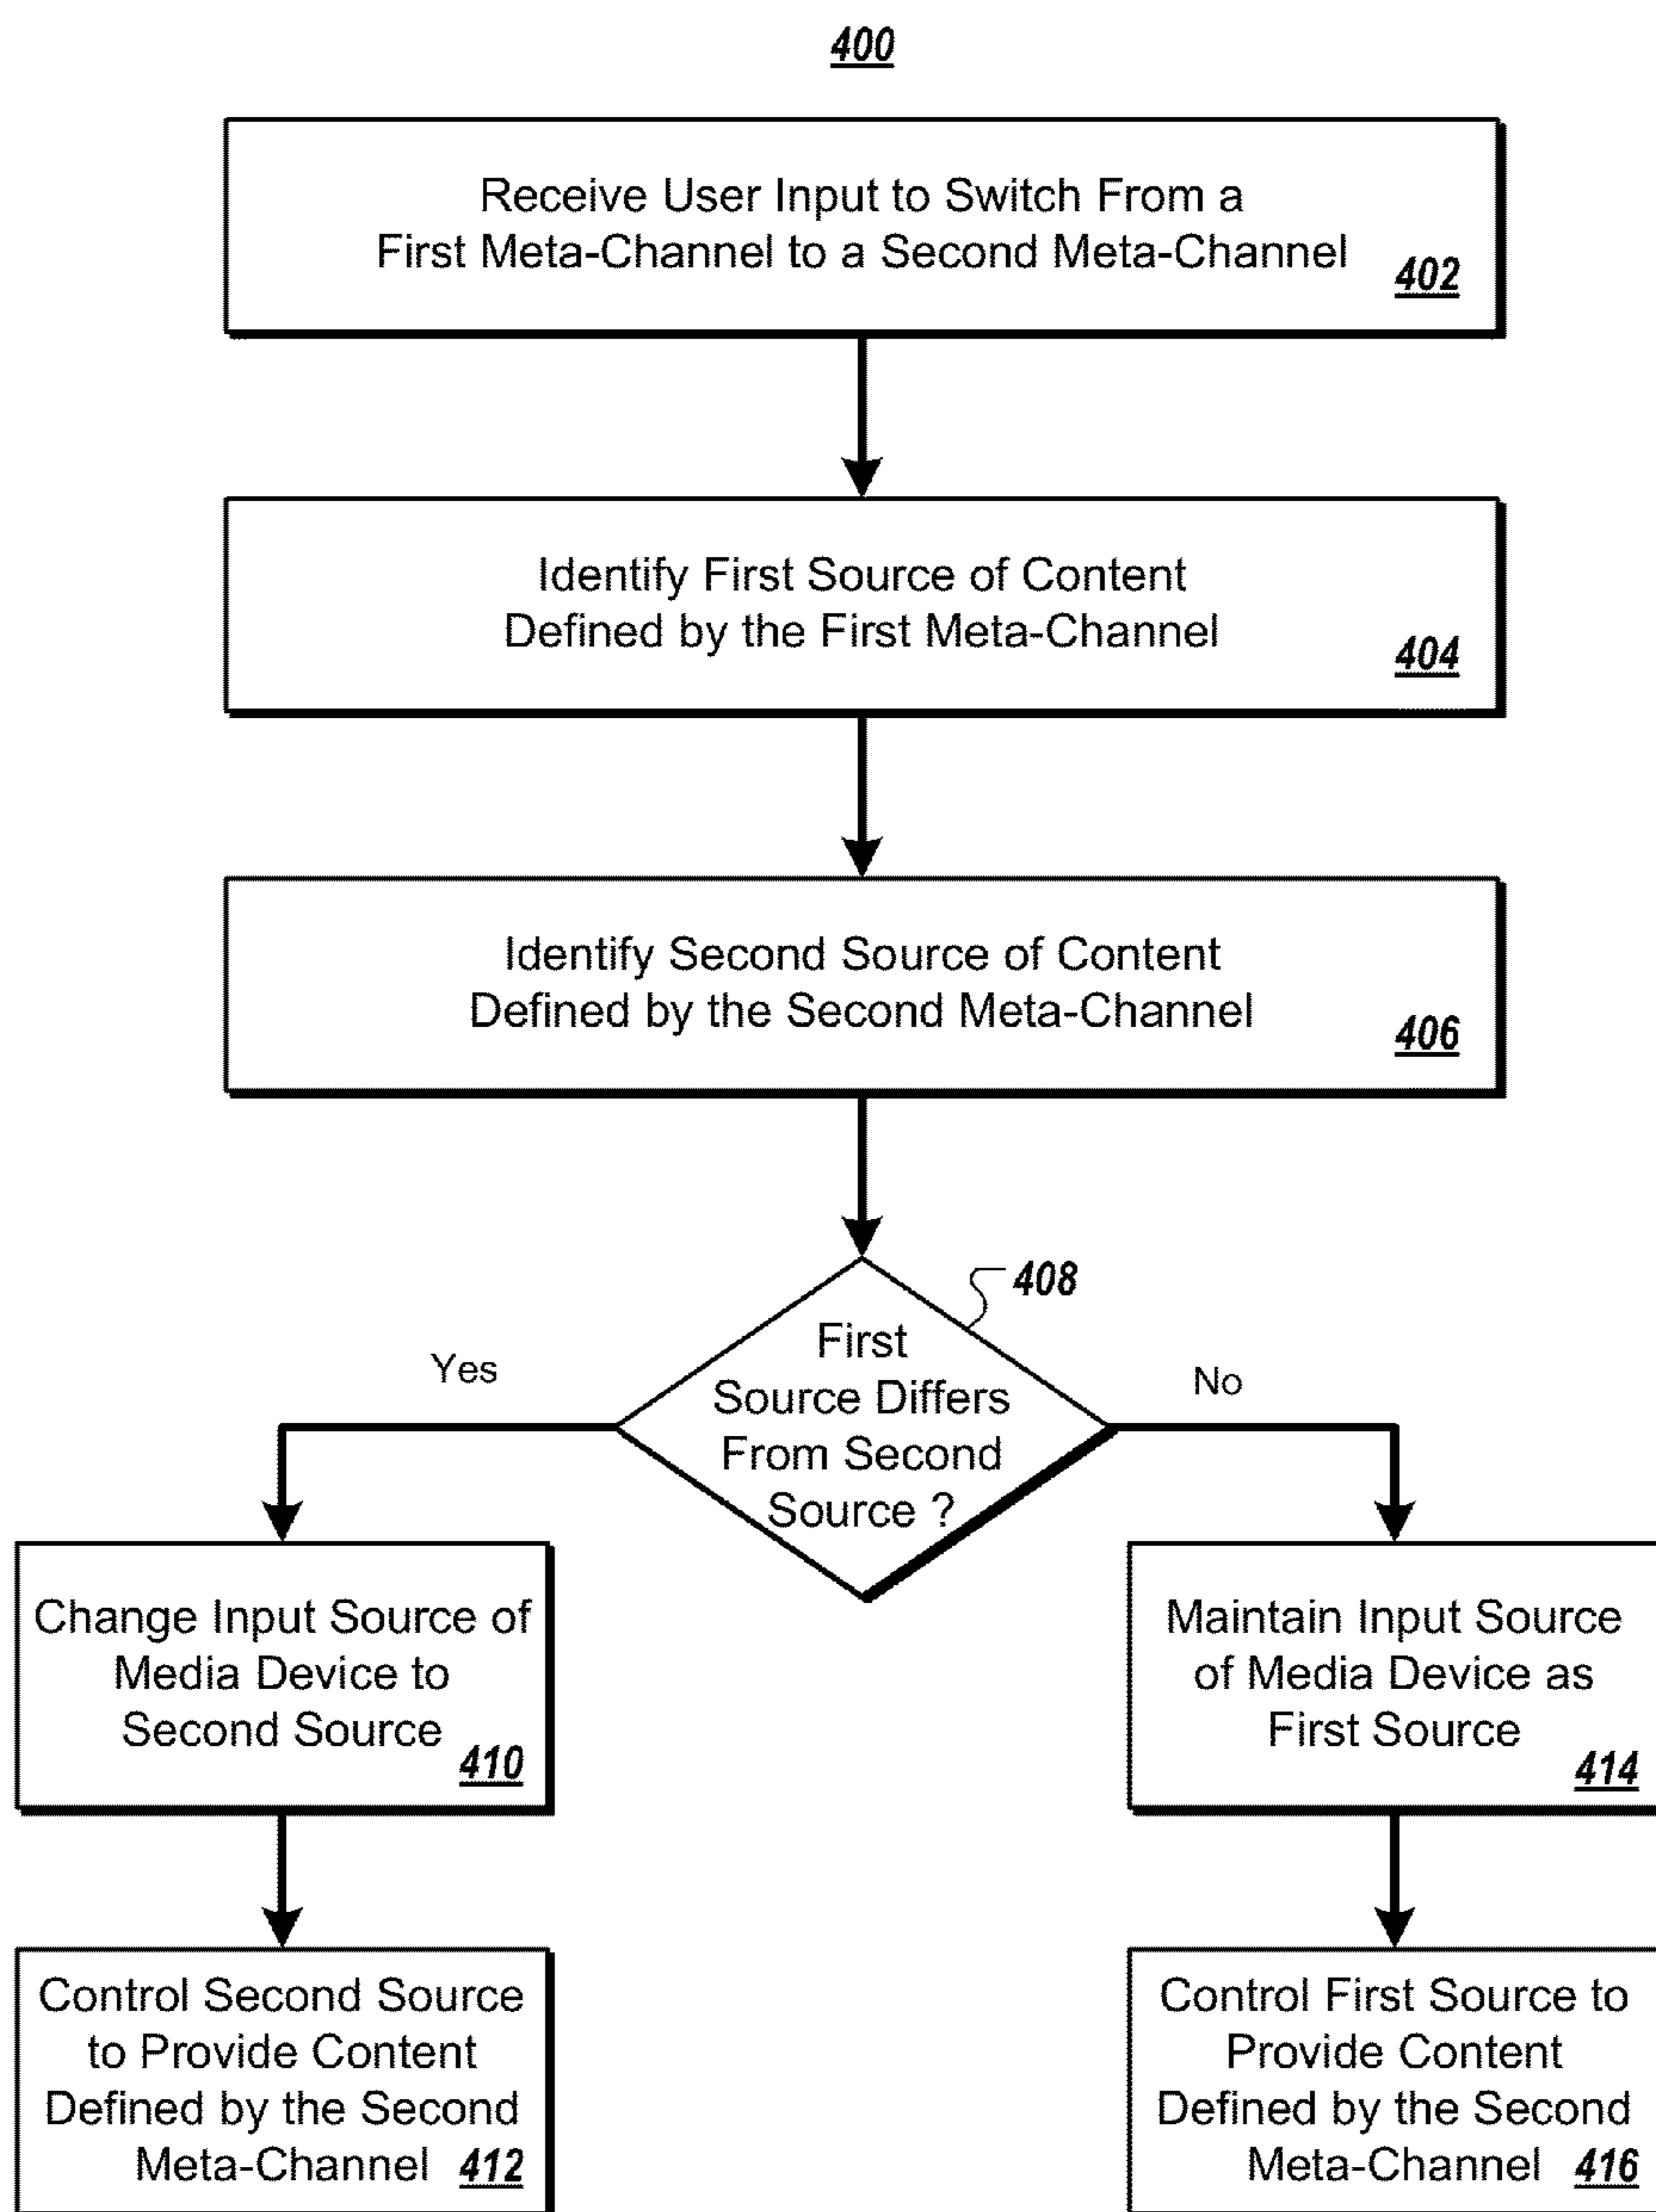 400
Receive User Input to Switch From a
First Meta-Channel to a Second Meta-Channel
402
Identify First Source of Content
Defined by the First Meta-Channel
404
Identify Second Source of Content
Defined by the Second Meta-Channel
406
408
First
Source Differs
From Second
Source ?
Yes
No
Change Input Source of
Media Device to
Second Source
410
Maintain Input Source
of Media Device as
First Source
414
Control Second Source
to Provide Content
Defined by the Second
Meta-Channel 412
Control First Source to
Provide Content
Defined by the Second
Meta-Channel 416